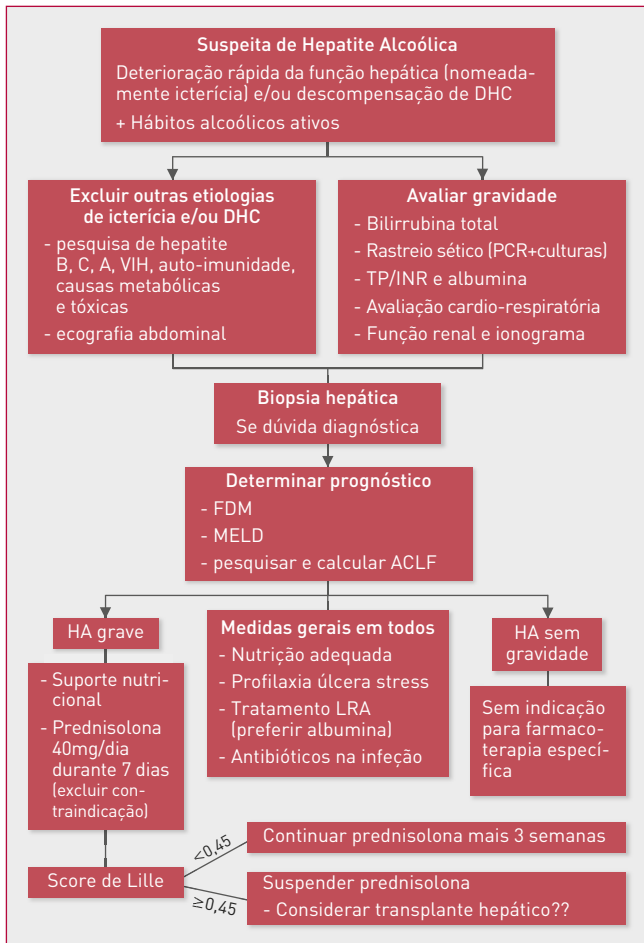 Suspeita de Hepatite Alcoólica
Deterioração rápida da função hepática (nomeada-
mente icterícia) e/ou descompensação de DHC
+ Hábitos alcoólicos ativos
Excluir outras etiologias
de icterícia e/ou DHC
- pesquisa de hepatite
B, C, A, VIH, auto-imunidade,
causas metabólicas
e tóxicas
- ecografia abdominal
Avaliar gravidade
- Bilirrubina total
- Rastreio sético (PCR+culturas)
- TP/INR e albumina
- Avaliação cardio-respiratória
- Função renal e ionograma
Biopsia hepática
Se dúvida diagnóstica
Determinar prognóstico
- FDM
- MELD
- pesquisar e calcular ACLF
HA grave
- Suporte nutri-
cional
- Prednisolona
40mg/dia
durante 7 dias
(excluir con-
traindicação)
Medidas gerais em todos
- Nutrição adequada
- Profilaxia úlcera stress
- Tratamento LRA
(preferir albumina)
- Antibióticos na infeção
HA sem
gravidade
Sem indicação
para farmaco-
terapia especí-
fica
Score de Lille
<0,45
Continuar prednisolona mais 3 semanas
≥0,45
Suspender prednisolona
- Considerar transplante hepático??